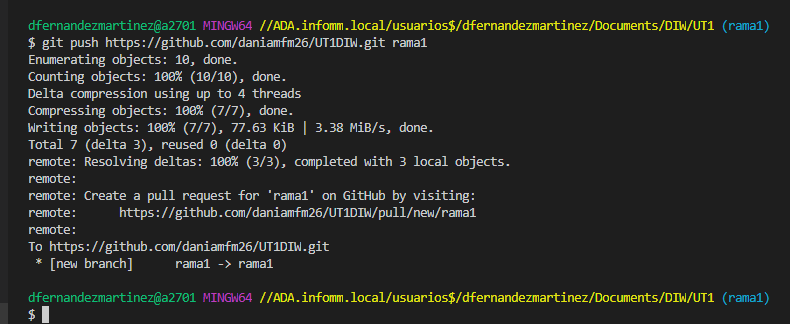 dfernandezmartinez@a2701 MINGW64 //ADA.infomm.local/usuarios$/dfernandezmartinez/Documents/DIW/UT1 (rama1)
$ git push https://github.com/daniamfm26/UT1DIW.git rama1
Enumerating objects: 10, done.
Counting objects: 100% (10/10), done.
Delta compression using up to 4 threads
Compressing objects: 100% (7/7), done.
Writing objects: 100% (7/7), 77.63 KiB | 3.38 MiB/s, done.
Total 7 (delta 3), reused 0 (delta 0)
remote: Resolving deltas: 100% (3/3), completed with 3 local objects.
remote:
remote: Create a pull request for 'rama1' on GitHub by visiting:
remote:      https://github.com/daniamfm26/UT1DIW/pull/new/rama1
remote:
To https://github.com/daniamfm26/UT1DIW.git
 * [new branch]      rama1 -> rama1
dfernandezmartinez@a2701 MINGW64 //ADA.infomm.local/usuarios$/dfernandezmartinez/Documents/DIW/UT1 (rama1)
$